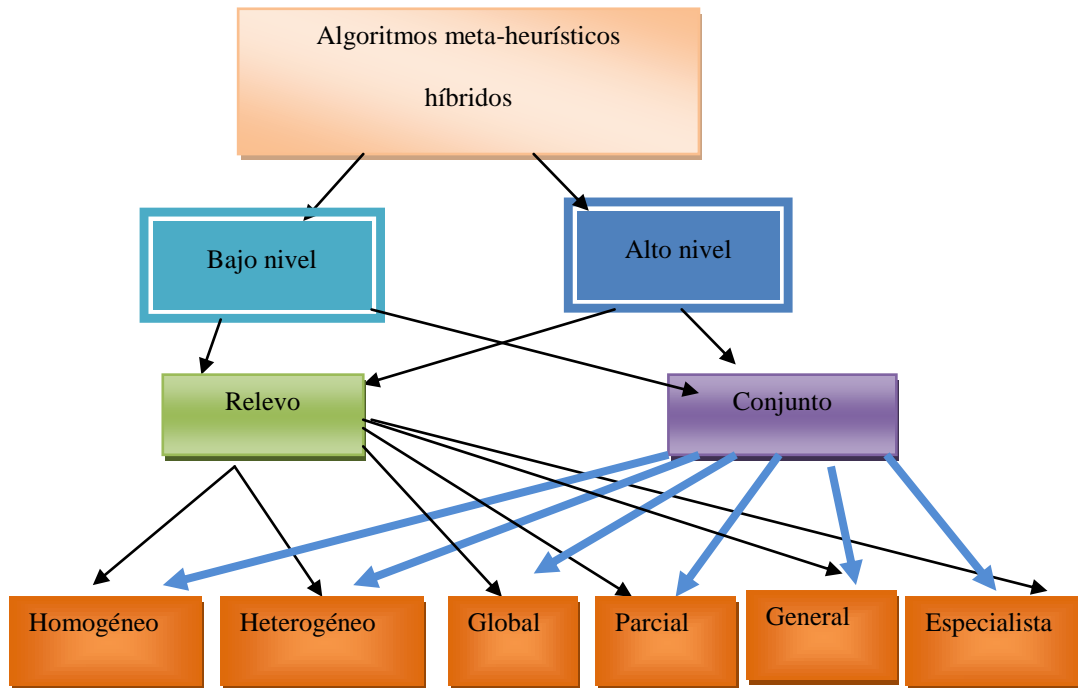 Algoritmos meta-heurísticos
híbridos
Bajo nivel
Alto nivel
Relevo
Conjunto
Homogéneo
Heterogéneo
Global
Parcial
General
Especialista